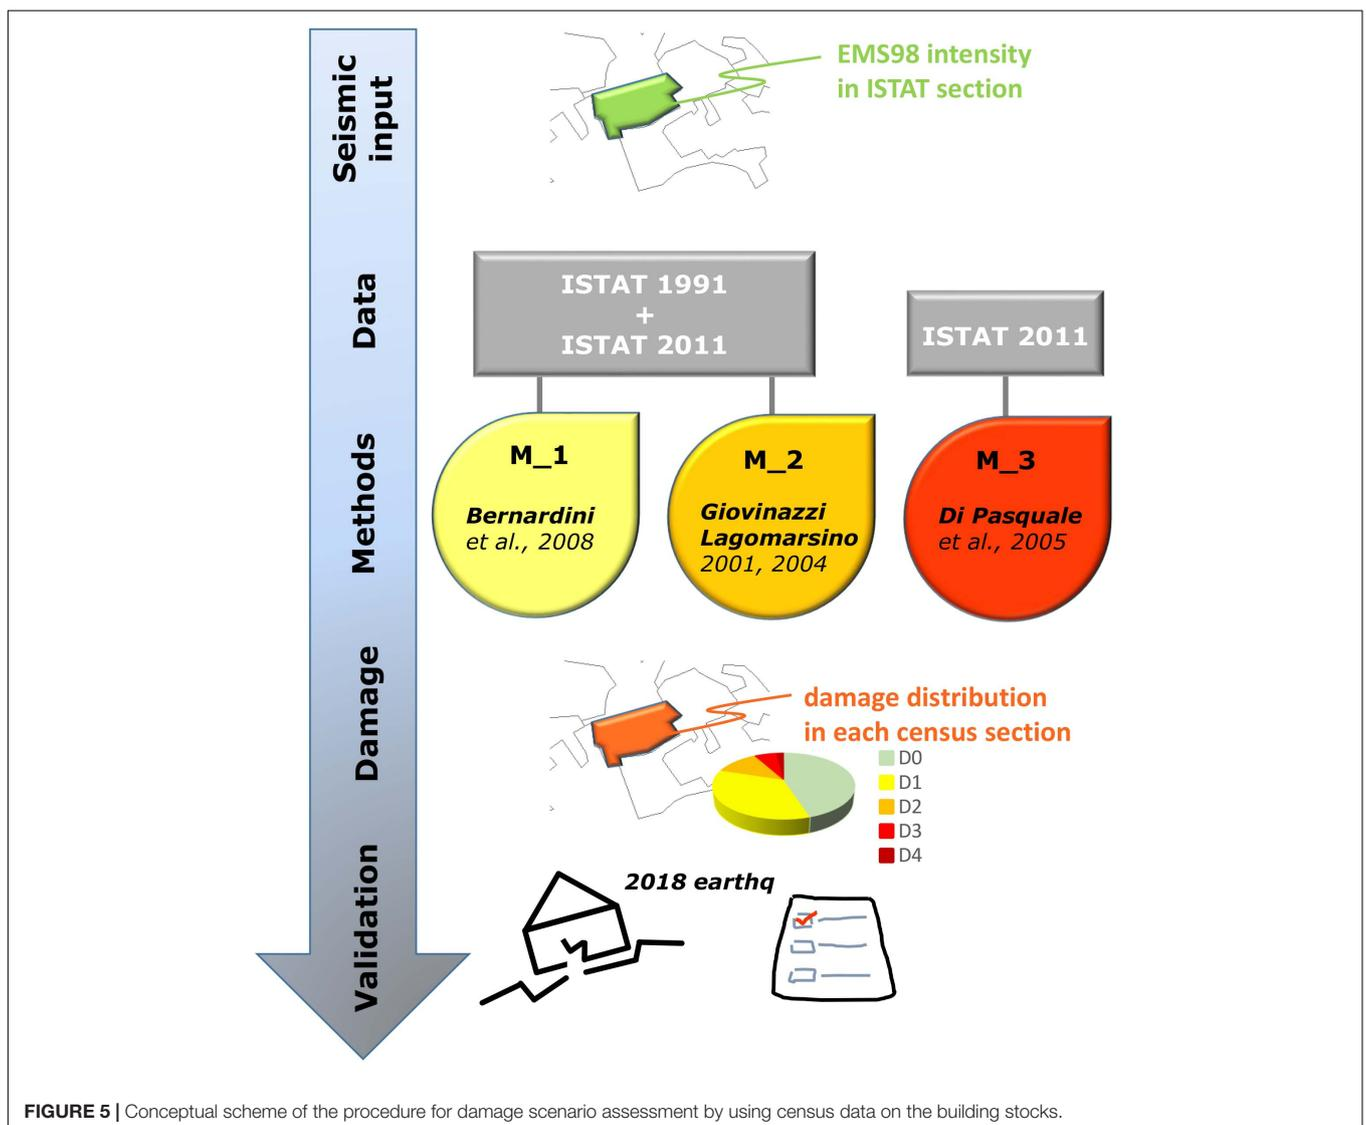 Seismic
input
EMS98 intensity
in ISTAT section
Data
ISTAT 1991
+
ISTAT 2011
ISTAT 2011
Methods
M_1
Bernardini
et al., 2008
M_2
Giovinazzi
Lagomarsino
2001, 2004
M_3
Di Pasquale
et al., 2005
Damage
damage distribution
in each census section
D0
D1
D2
D3
D4
Validation
2018 earthq
FIGURE 5 | Conceptual scheme of the procedure for damage scenario assessment by using census data on the building stocks.